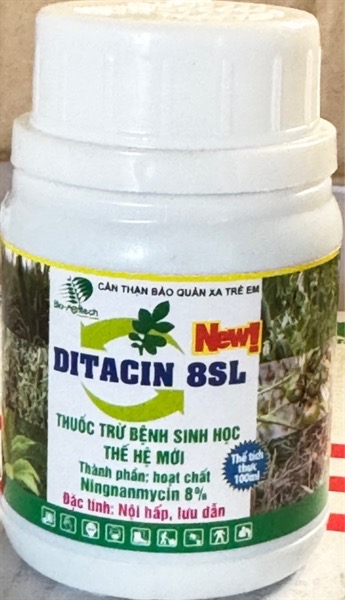 CẨN THẬN BẢO QUẢN XA TRẺ EM
Bio-Agritech
New!
DITACIN 8SL
THUỐC TRỪ BỆNH SINH HỌC
THẾ HỆ MỚI
Thành phần: hoạt chất
Ningnanmycin 8%
Đặc tính: Nội hấp, lưu dẫn
Thể tích
thực
100ml